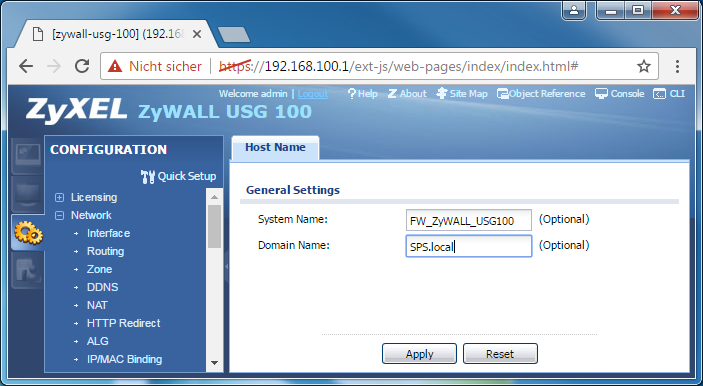 [zywall-usg-100] (192.168
Nicht sicher https://192.168.100.1/ext-js/web-pages/index/index.html#
Welcome admin | Logout ? Help Z About Site Map Object Reference Console CLI
ZyXEL ZyWALL USG 100
CONFIGURATION
Quick Setup
Licensing
Network
Interface
Routing
Zone
DDNS
NAT
HTTP Redirect
ALG
IP/MAC Binding
Host Name
General Settings
System Name: FW_ZyWALL_USG100 (Optional)
Domain Name: SPS.local (Optional)
Apply Reset